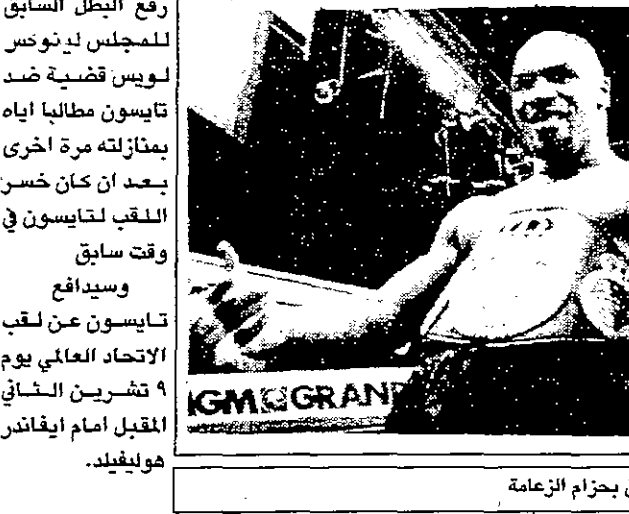 رفع البطل السابق
للمجلس لينوكس
لويس قضية ضد
تايسون مطالبا اياه
بمنازلته مرة اخرى
بعد ان كان خسر
اللقب لتايسون في
وقت سابق
وسيدافع
تايسون عن لقب
الاتحاد العالمي يوم
٩ تشرين الثاني
المقبل امام ايفاندر
هوليفيلد.
GM GRAN
بحزام الزعامة